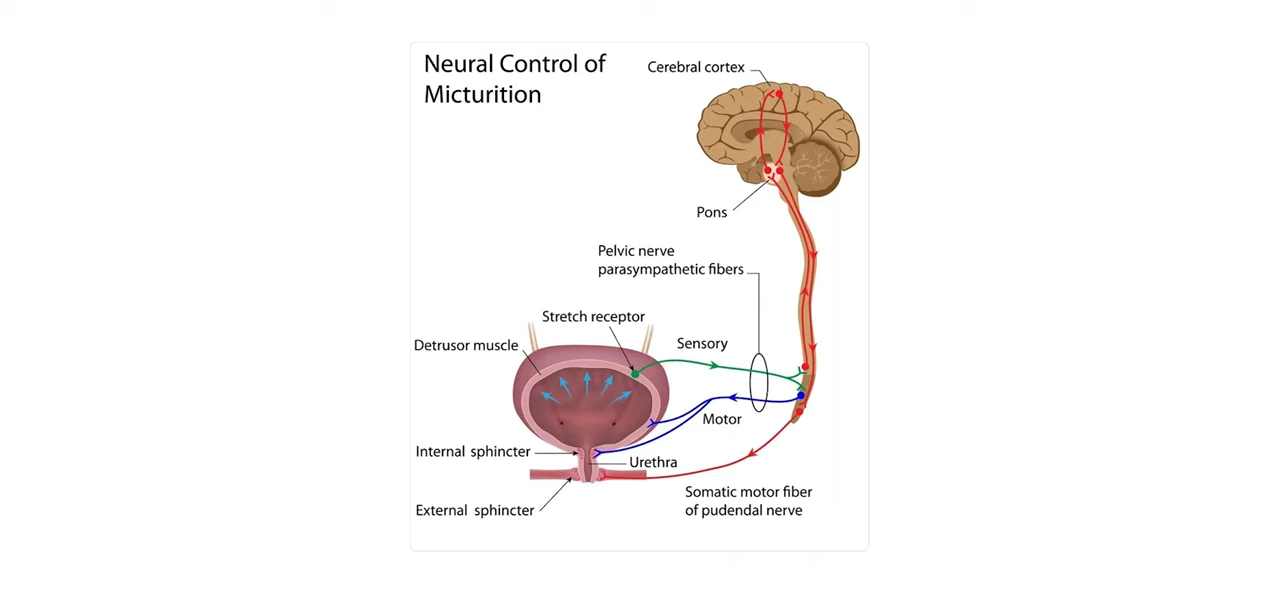 Neural Control of
Micturition
Cerebral cortex
Pons
Pelvic nerve
parasympathetic fibers
Stretch receptor
Sensory
Detrusor muscle
Motor
Internal sphincter
Urethra
Somatic motor fiber
of pudendal nerve
External sphincter